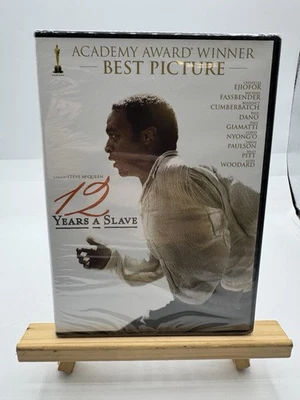 ACADEMY AWARD® WINNER
BEST PICTURE
EJIOFOR
FASSBENDER
CUMBERBATCH
DANO
GIAMATTI
NYONG'O
PAULSON
PITT
WOODARD
STEVE McQUEEN
12
YEARS A SLAVE